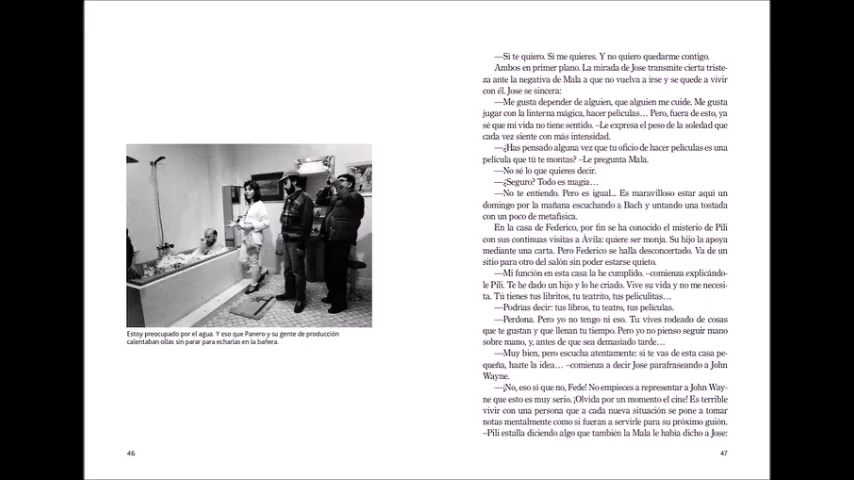 Estoy preocupado por el agua. Y eso que Panero y su gente de producción
calentaban ollas sin parar para echarlas en la bañera.
46
—Sí te quiero. Sí me quieres. Y no quiero quedarme contigo.
Ambos en primer plano. La mirada de Jose transmite cierta triste-
za ante la negativa de Mala a que no vuelva a irse y se quede a vivir
con él. Jose se sincera:
—Me gusta depender de alguien, que alguien me cuide. Me gusta
jugar con la linterna mágica, hacer películas… Pero, fuera de esto, ya
sé que mi vida no tiene sentido. –Le expresa el peso de la soledad que
cada vez siente con más intensidad.
—¿Has pensado alguna vez que tu oficio de hacer películas es una
película que tú te montas? –Le pregunta Mala.
—No sé lo que quieres decir.
—¿Seguro? Todo es magia…
—No te entiendo. Pero es igual... Es maravilloso estar aquí un
domingo por la mañana escuchando a Bach y untando una tostada
con un poco de metafísica.
En la casa de Federico, por fin se ha conocido el misterio de Pili
con sus continuas visitas a Ávila: quiere ser monja. Su hijo la apoya
mediante una carta. Pero Federico se halla desconcertado. Va de un
sitio para otro del salón sin poder estarse quieto.
—Mi función en esta casa la he cumplido. –comienza explicándo-
le Pili. Te he dado un hijo y lo he criado. Vive su vida y no me necesi-
ta. Tú tienes tus libritos, tu teatrito, tus peliculitas…
—Podrías decir: tus libros, tu teatro, tus películas.
—Perdona. Pero yo no tengo ni eso. Tu vives rodeado de cosas
que te gustan y que llenan tu tiempo. Pero yo no pienso seguir mano
sobre mano, y, antes de que sea demasiado tarde…
—Muy bien, pero escucha atentamente: si te vas de esta casa pe-
queña, hazte la idea… –comienza a decir Jose parafraseando a John
Wayne.
—¡No, eso sí que no, Fede! No empieces a representar a John Way-
ne que esto es muy serio. ¡Olvida por un momento el cine! Es terrible
vivir con una persona que a cada nueva situación se pone a tomar
notas mentalmente como si fueran a servirle para su próximo guión.
–Pili estalla diciendo algo que también la Mala le había dicho a Jose:
47